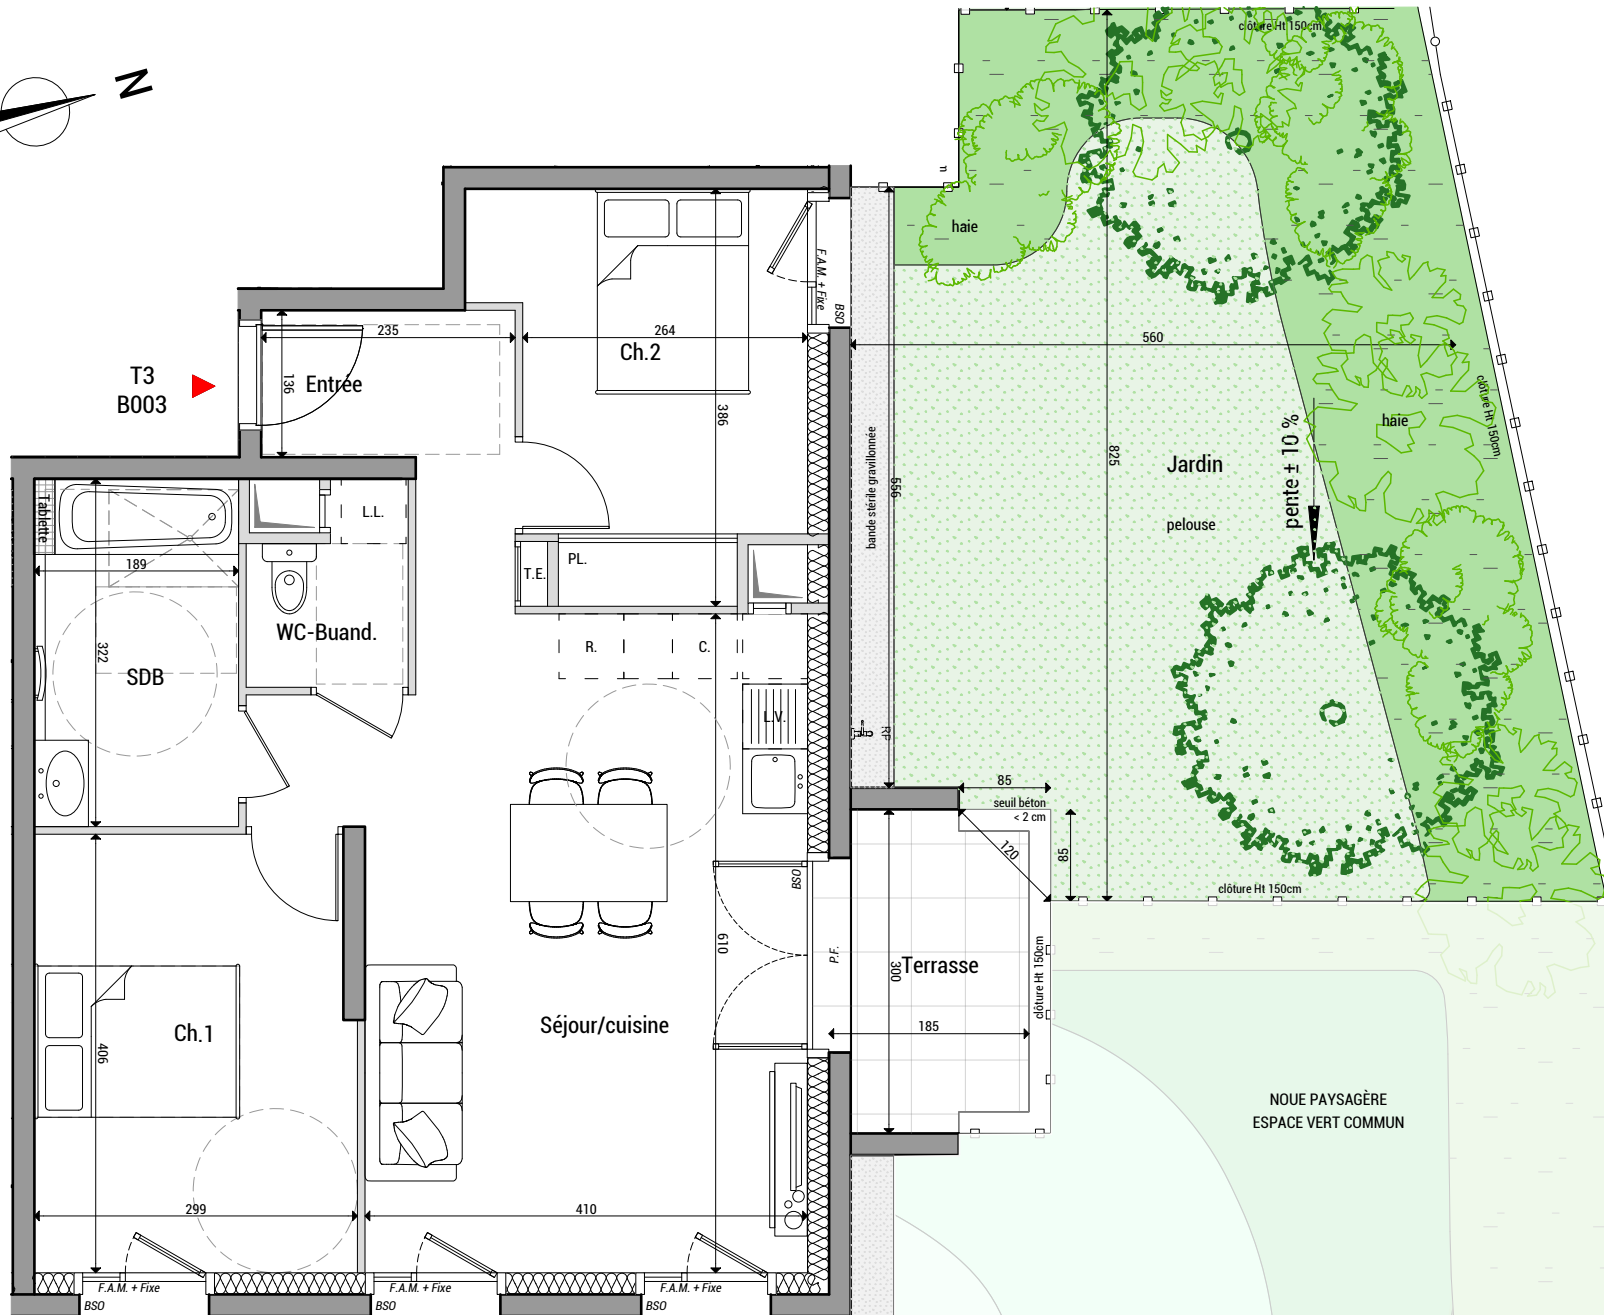 clôture Ht 150cm
N
m
haie
F.A.M. + Fixe
BSO
235
264
Ch.2
560
T3
B003
136
Entrée
386
clôture Ht 150cm
haie
pente ± 10 %
825
Jardin
bande stérile gravillonnée
556
pelouse
Tablette
L.L.
189
T.E.
PL.
WC-Buand.
322
SDB
R.
C.
L.V.
RP
85
seuil béton
< 2 cm
120
85
BSO
clôture Ht 150cm
610
P.F.
300
Terrasse
clôture Ht 150cm
Séjour/cuisine
185
Ch.1
406
NOUE PAYSAGÈRE
ESPACE VERT COMMUN
299
410
F.A.M. + Fixe
F.A.M. + Fixe
F.A.M. + Fixe
BSO
BSO
BSO